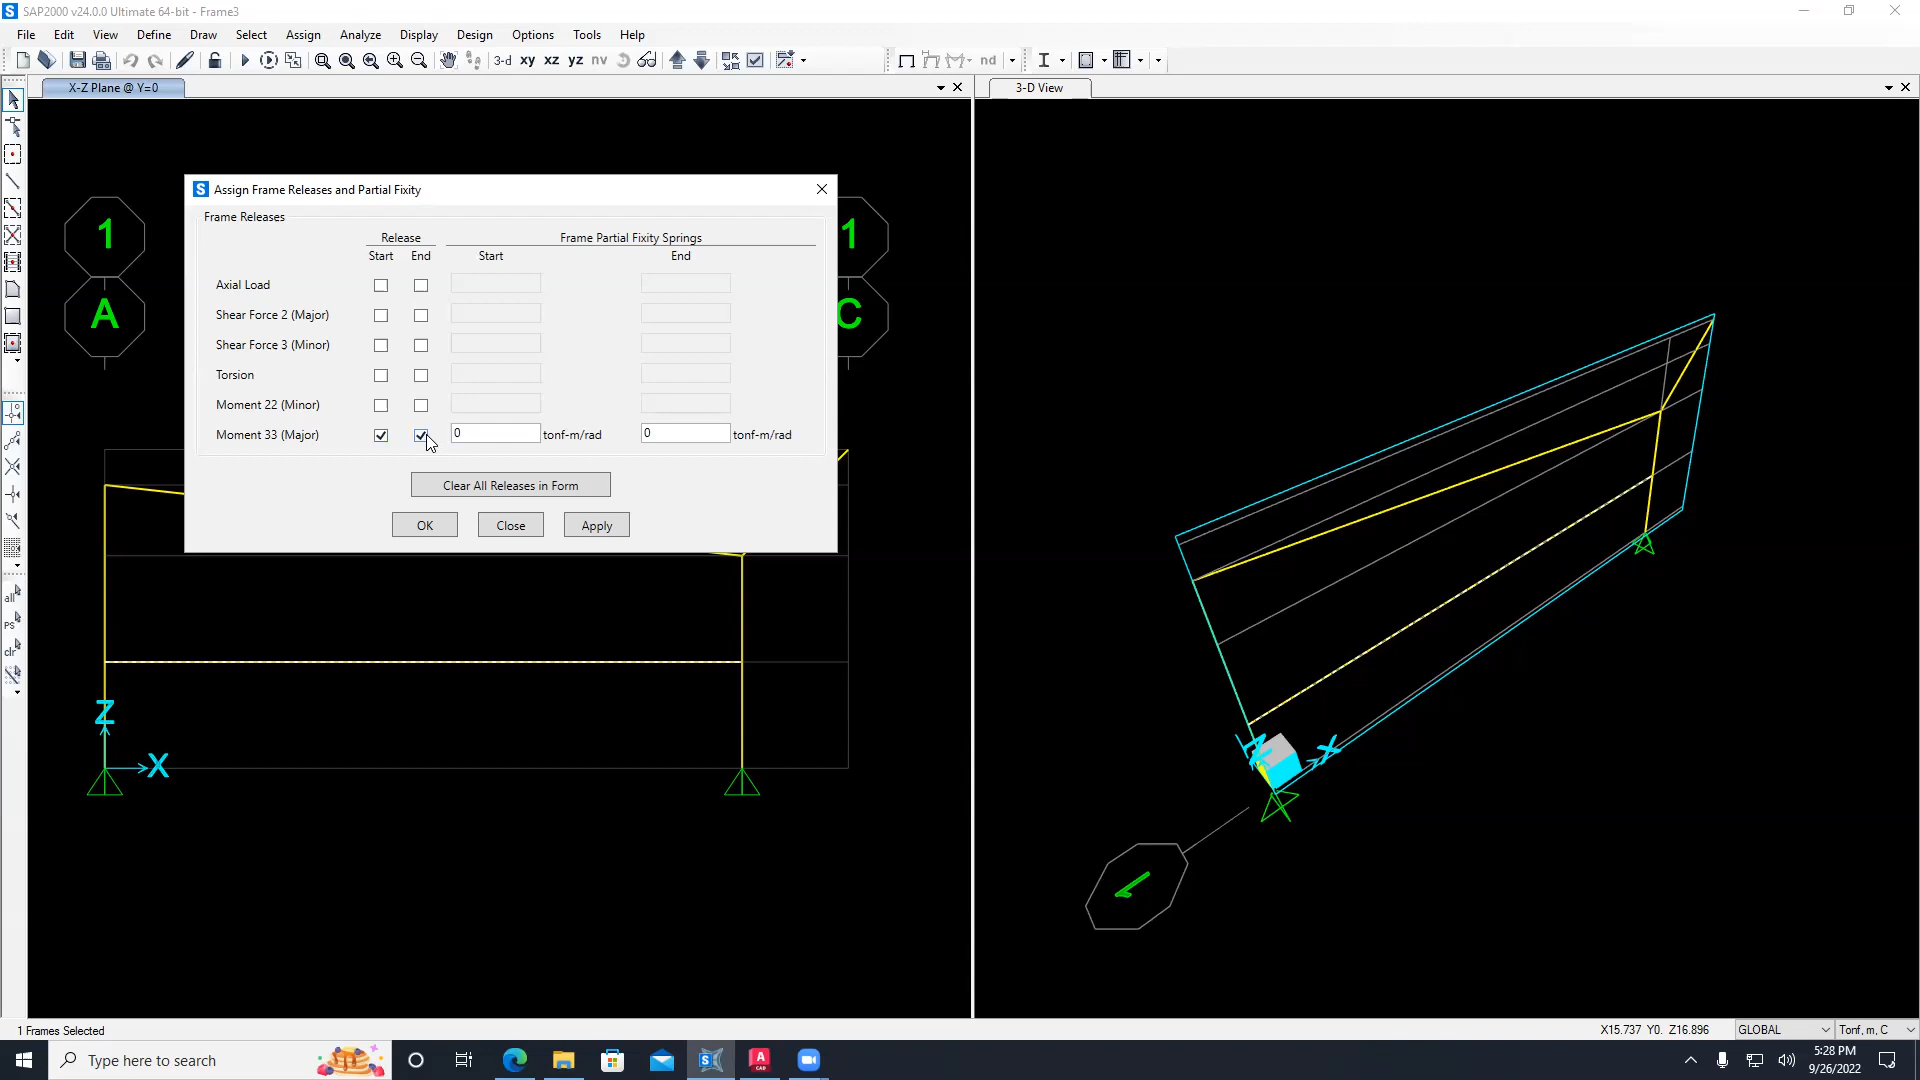 SAP2000 v24.0.0 Ultimate 64-bit - Frame3
File Edit View Define Draw Select Assign Analyze Display Design Options Tools Help
3-d xy xz yz nv nd
X-Z Plane @ Y=0
3-D View
Assign Frame Releases and Partial Fixity
Frame Releases
Release Frame Partial Fixity Springs
Start End Start End
Axial Load
Shear Force 2 (Major)
Shear Force 3 (Minor)
Torsion
Moment 22 (Minor)
Moment 33 (Major) 0 tonf-m/rad 0 tonf-m/rad
Clear All Releases in Form
OK Close Apply
1
A
1
C
Z
X
X
1
all
PS
clr
1 Frames Selected
X15.737 Y0. Z16.896
GLOBAL
Tonf, m, C
Type here to search
5:28 PM
9/26/2022